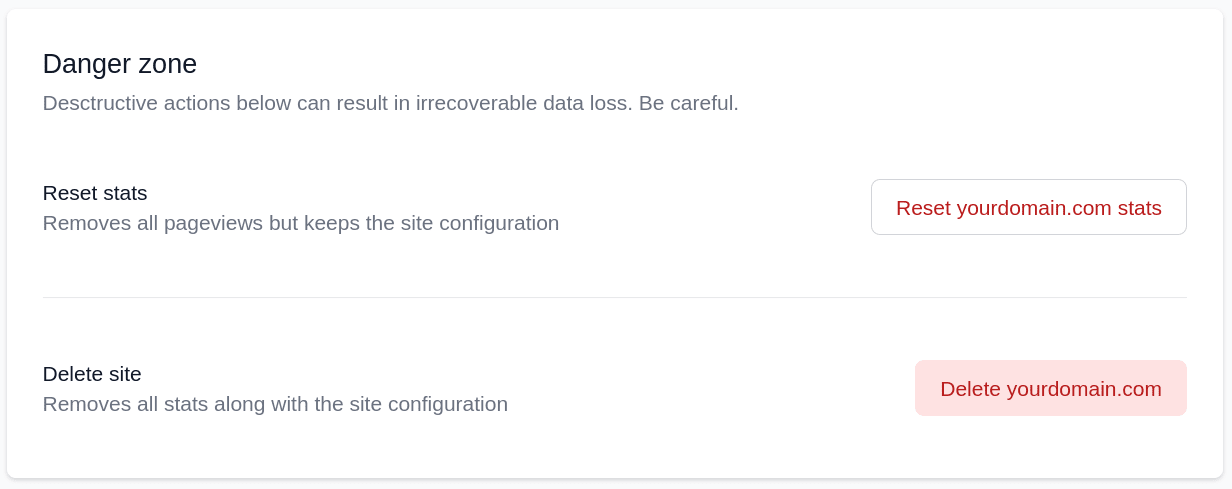 Danger zone
Desctructive actions below can result in irrecoverable data loss. Be careful.
Reset stats
Removes all pageviews but keeps the site configuration
Reset yourdomain.com stats
Delete site
Removes all stats along with the site configuration
Delete yourdomain.com